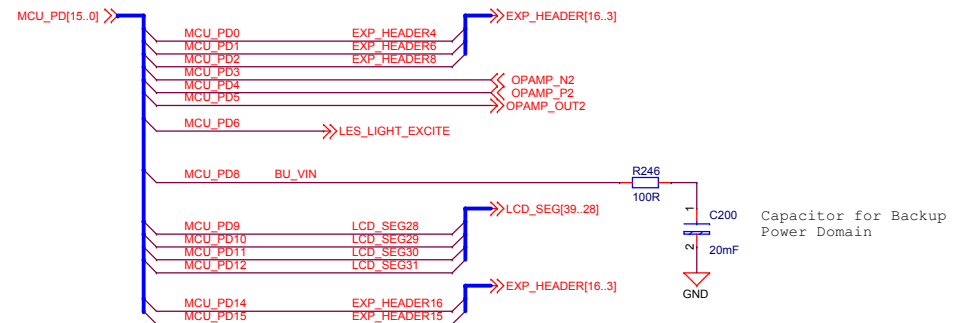 MCU_PD[15..0] EXP_HEADER[16..3]
MCU_PD0 EXP_HEADER4
MCU_PD1 EXP_HEADER6
MCU_PD2 EXP_HEADER8
MCU_PD3 OPAMP_N2
MCU_PD4 OPAMP_P2
MCU_PD5 OPAMP_OUT2
MCU_PD6 LES_LIGHT_EXCITE
R246
MCU_PD8 BU_VIN
100R
LCD_SEG[39..28]
1
C200 Capacitor for Backup
MCU_PD9 LCD_SEG28 Power Domain
MCU_PD10 LCD_SEG29
2 20mF
MCU_PD11 LCD_SEG30
MCU_PD12 LCD_SEG31
EXP_HEADER[16..3]
GND
MCU_PD14 EXP_HEADER16
MCU_PD15 EXP_HEADER15